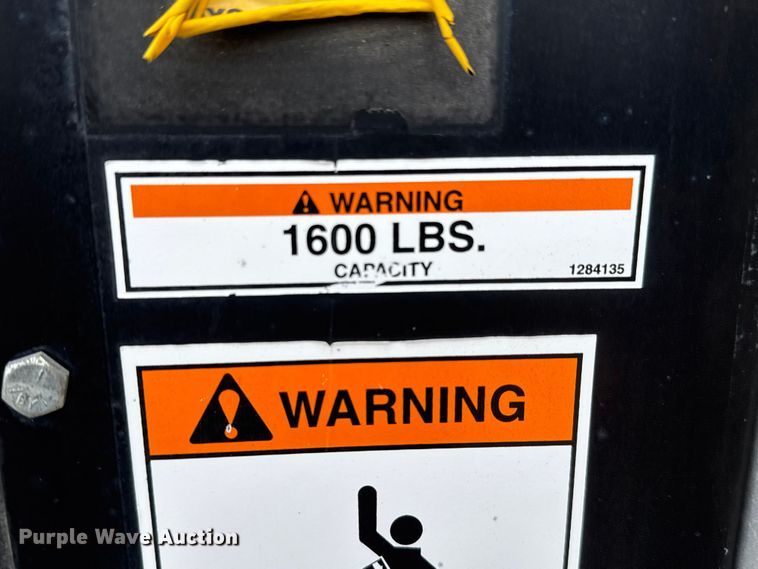 WARNING
1600 LBS.
CAPACITY
1284135
WARNING
Purple Wave Auction